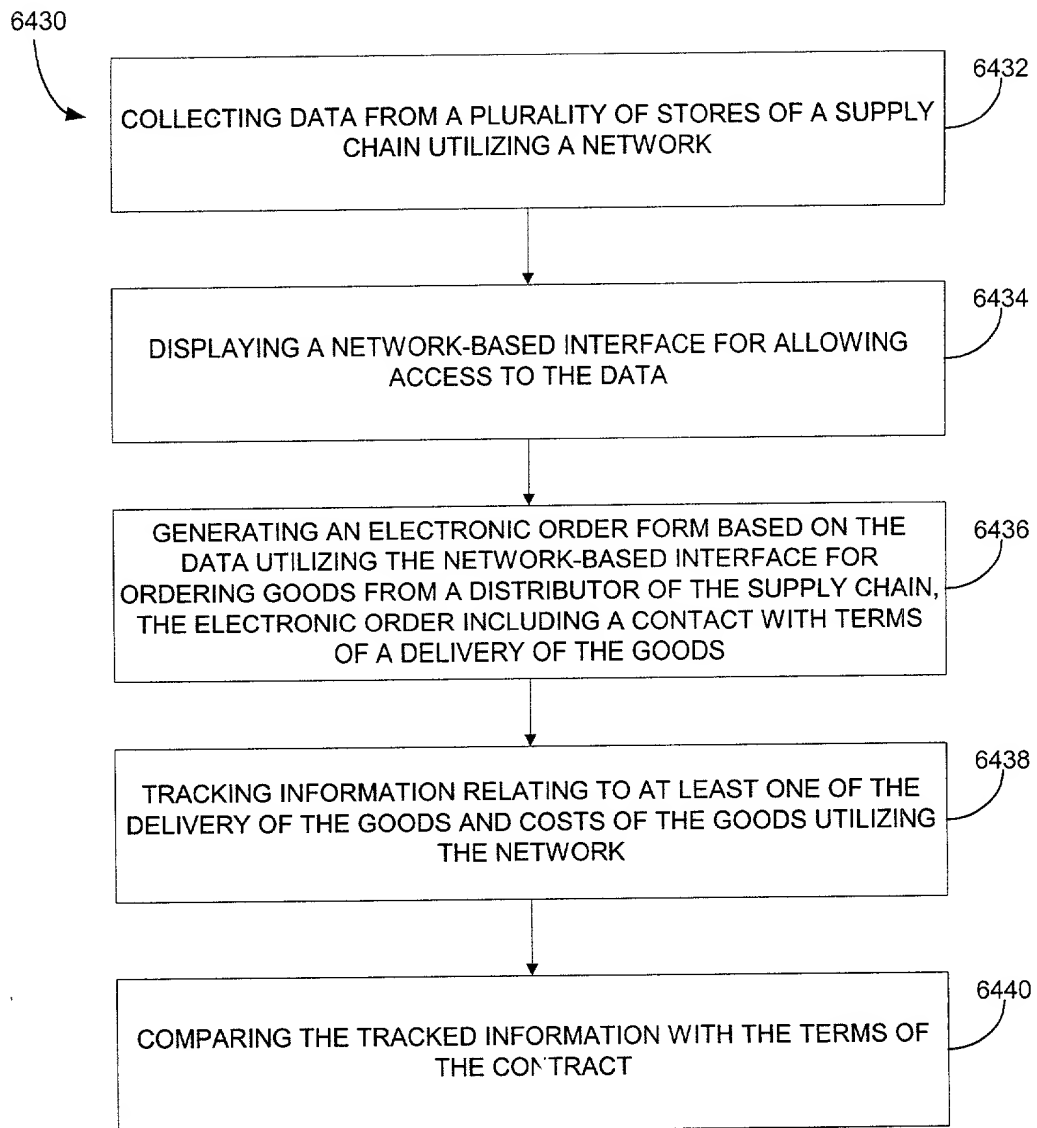 6430
6432
COLLECTING DATA FROM A PLURALITY OF STORES OF A SUPPLY
CHAIN UTILIZING A NETWORK
6434
DISPLAYING A NETWORK-BASED INTERFACE FOR ALLOWING
ACCESS TO THE DATA
6436
GENERATING AN ELECTRONIC ORDER FORM BASED ON THE
DATA UTILIZING THE NETWORK-BASED INTERFACE FOR
ORDERING GOODS FROM A DISTRIBUTOR OF THE SUPPLY CHAIN,
THE ELECTRONIC ORDER INCLUDING A CONTACT WITH TERMS
OF A DELIVERY OF THE GOODS
6438
TRACKING INFORMATION RELATING TO AT LEAST ONE OF THE
DELIVERY OF THE GOODS AND COSTS OF THE GOODS UTILIZING
THE NETWORK
6440
COMPARING THE TRACKED INFORMATION WITH THE TERMS OF
THE CONTRACT